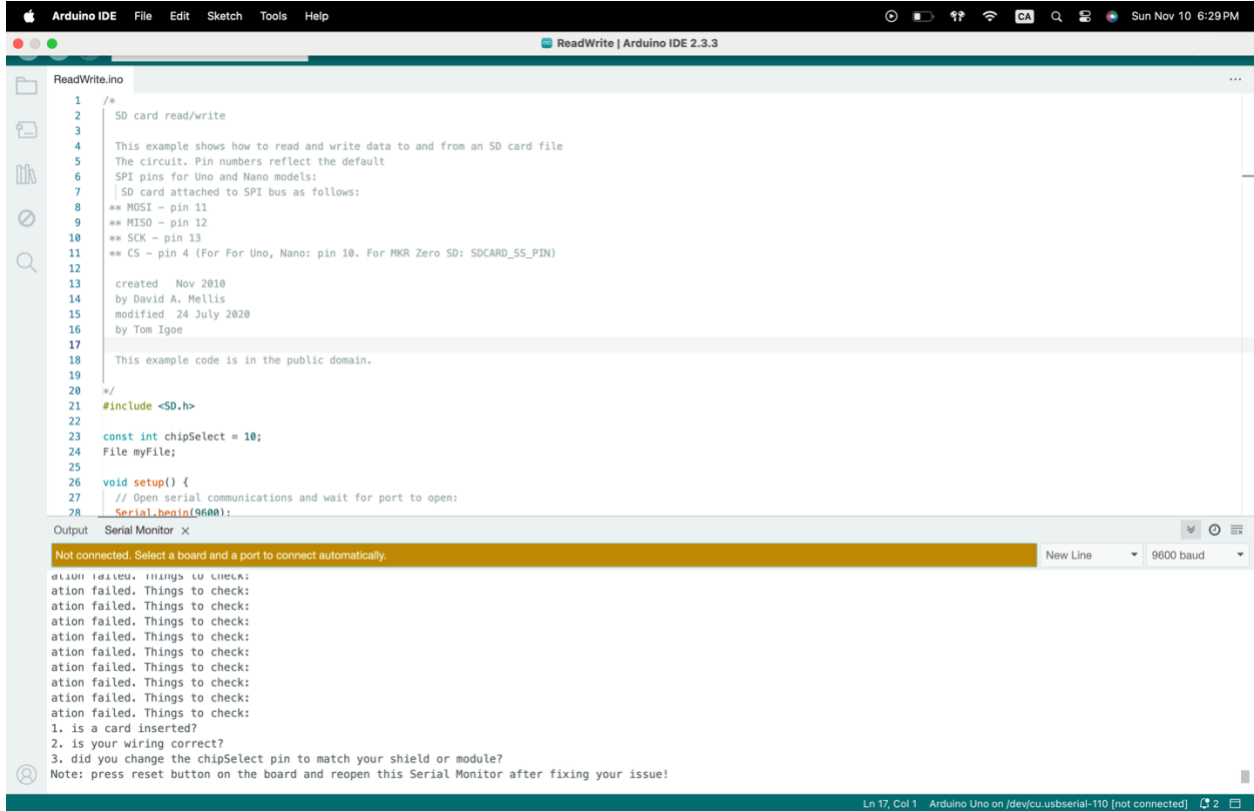 Arduino IDE File Edit Sketch Tools Help CA Sun Nov 10 6:29 PM
ReadWrite | Arduino IDE 2.3.3
ReadWrite.ino
1 /*
2 SD card read/write
3
4 This example shows how to read and write data to and from an SD card file
5 The circuit. Pin numbers reflect the default
6 SPI pins for Uno and Nano models:
7 SD card attached to SPI bus as follows:
8 ** MOSI - pin 11
9 ** MISO - pin 12
10 ** SCK - pin 13
11 ** CS - pin 4 (For For Uno, Nano: pin 10. For MKR Zero SD: SDCARD_SS_PIN)
12
13 created Nov 2010
14 by David A. Mellis
15 modified 24 July 2020
16 by Tom Igoe
17
18 This example code is in the public domain.
19
20 */
21 #include <SD.h>
22
23 const int chipSelect = 10;
24 File myFile;
25
26 void setup() {
27 // Open serial communications and wait for port to open:
28 Serial.begin(9600);
Output Serial Monitor
Not connected. Select a board and a port to connect automatically. New Line 9600 baud
ation failed. Things to check:
ation failed. Things to check:
ation failed. Things to check:
ation failed. Things to check:
ation failed. Things to check:
ation failed. Things to check:
ation failed. Things to check:
ation failed. Things to check:
ation failed. Things to check:
ation failed. Things to check:
1. is a card inserted?
2. is your wiring correct?
3. did you change the chipSelect pin to match your shield or module?
Note: press reset button on the board and reopen this Serial Monitor after fixing your issue!
Ln 17, Col 1 Arduino Uno on /dev/cu.usbserial-110 [not connected] 2